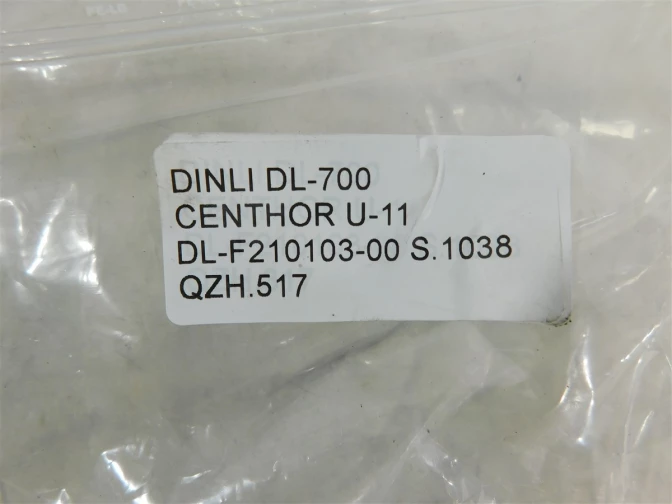 DINLI DL-700
CENTHOR U-11
DL-F210103-00 S.1038
QZH.517